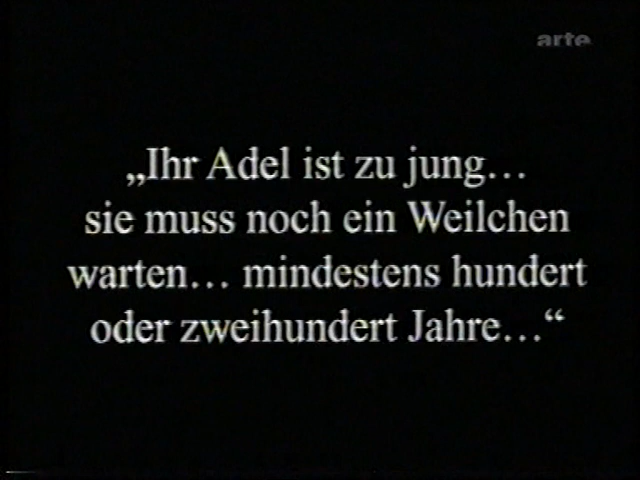 arte
„Ihr Adel ist zu jung...
sie muss noch ein Weilchen
warten... mindestens hundert
oder zweihundert Jahre...“